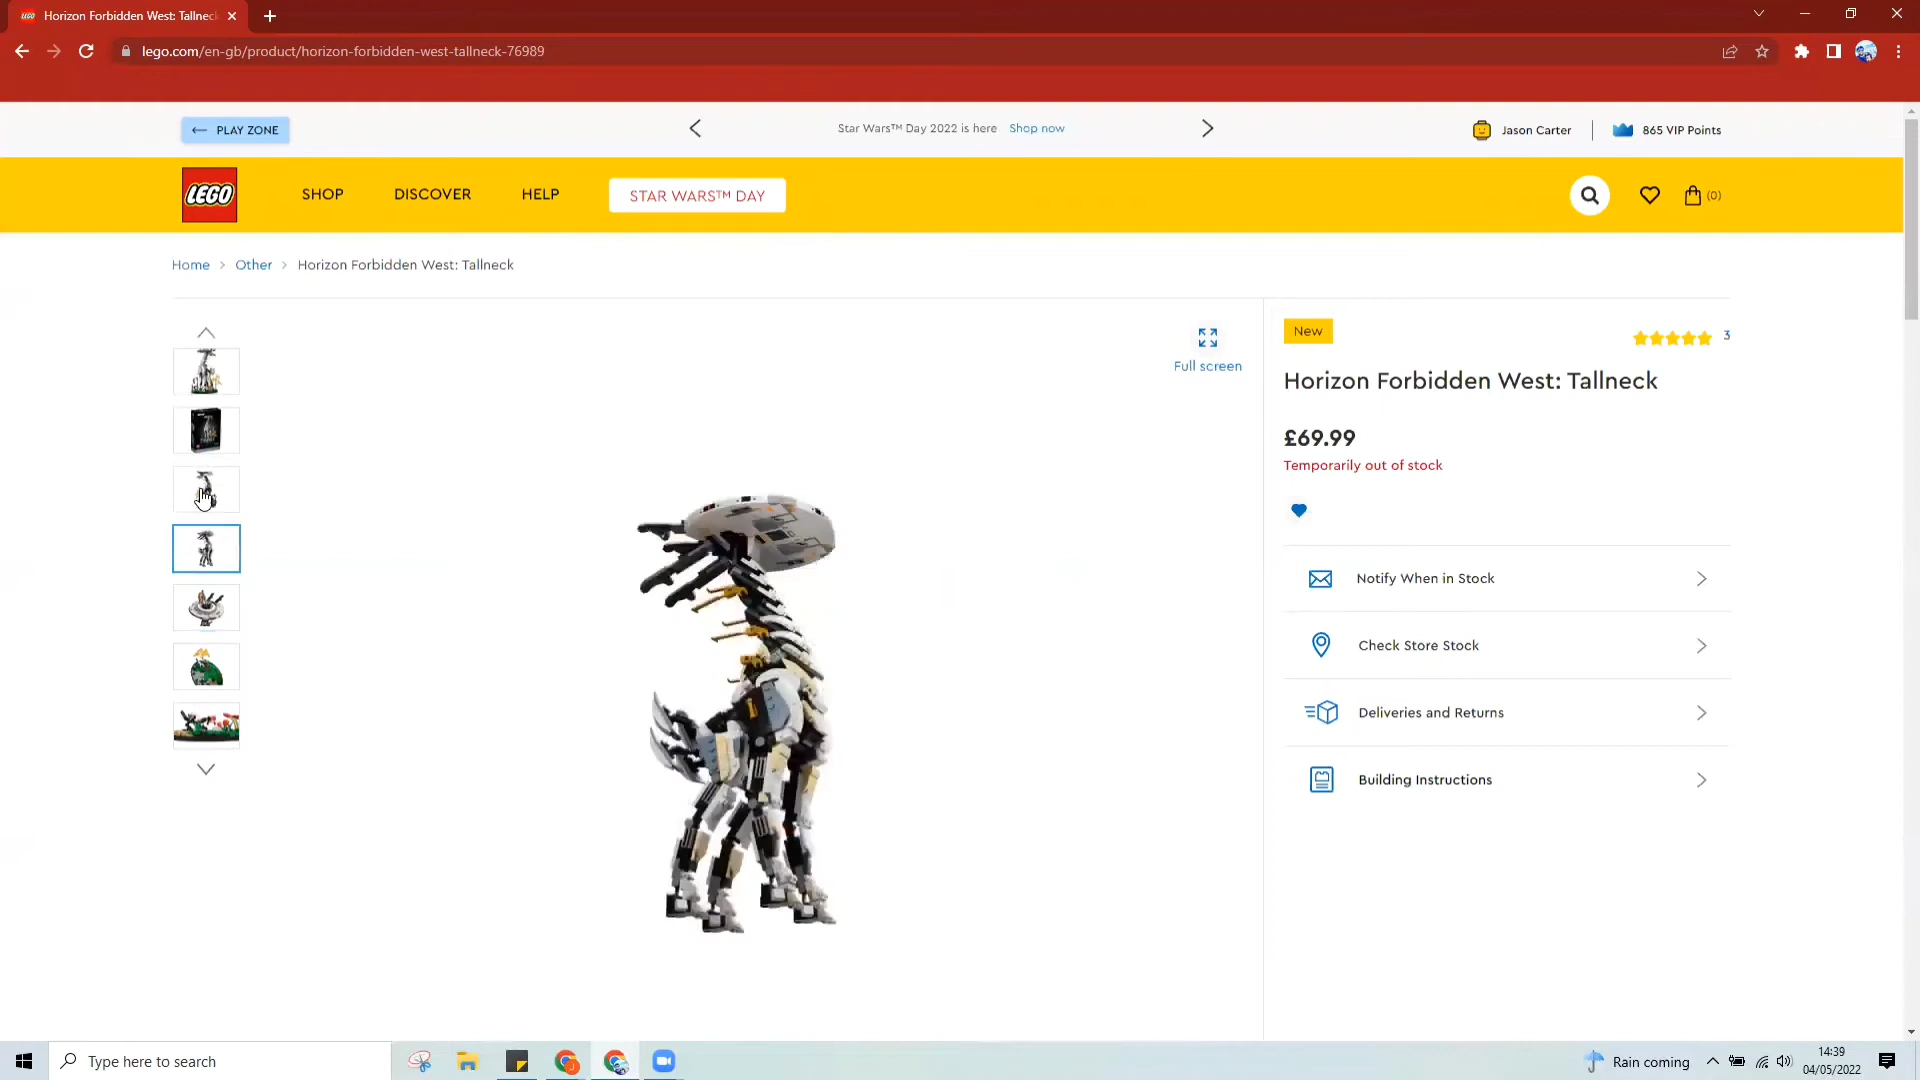 Horizon Forbidden West: Tallnec
lego.com/en-gb/product/horizon-forbidden-west-tallneck-76989
PLAY ZONE
Star Wars™ Day 2022 is here Shop now
Jason Carter
865 VIP Points
LEGO
SHOP
DISCOVER
HELP
STAR WARS™ DAY
(0)
Home > Other > Horizon Forbidden West: Tallneck
Full screen
New
3
Horizon Forbidden West: Tallneck
£69.99
Temporarily out of stock
Notify When in Stock
Check Store Stock
Deliveries and Returns
Building Instructions
Type here to search
Rain coming
14:39
04/05/2022